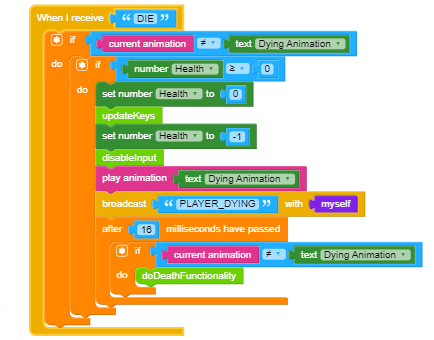 When I receive “ DIE ”
if current animation ≠ text Dying Animation
do if number Health ≥ 0
do set number Health to 0
updateKeys
set number Health to -1
disableInput
play animation text Dying Animation
broadcast “ PLAYER_DYING ” with myself
after 16 milliseconds have passed
if current animation ≠ text Dying Animation
do doDeathFunctionality